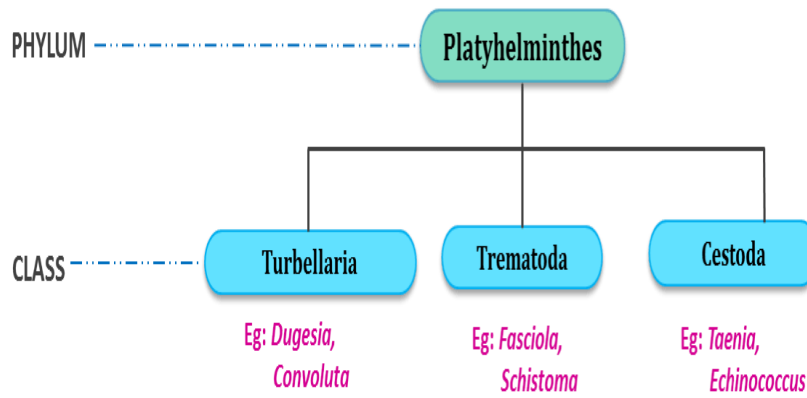 PHYLUM
Platyhelminthes
CLASS
Turbellaria
Trematoda
Cestoda
Eg: Dugesia,
Convoluta
Eg: Fasciola,
Schistoma
Eg: Taenia,
Echinococcus